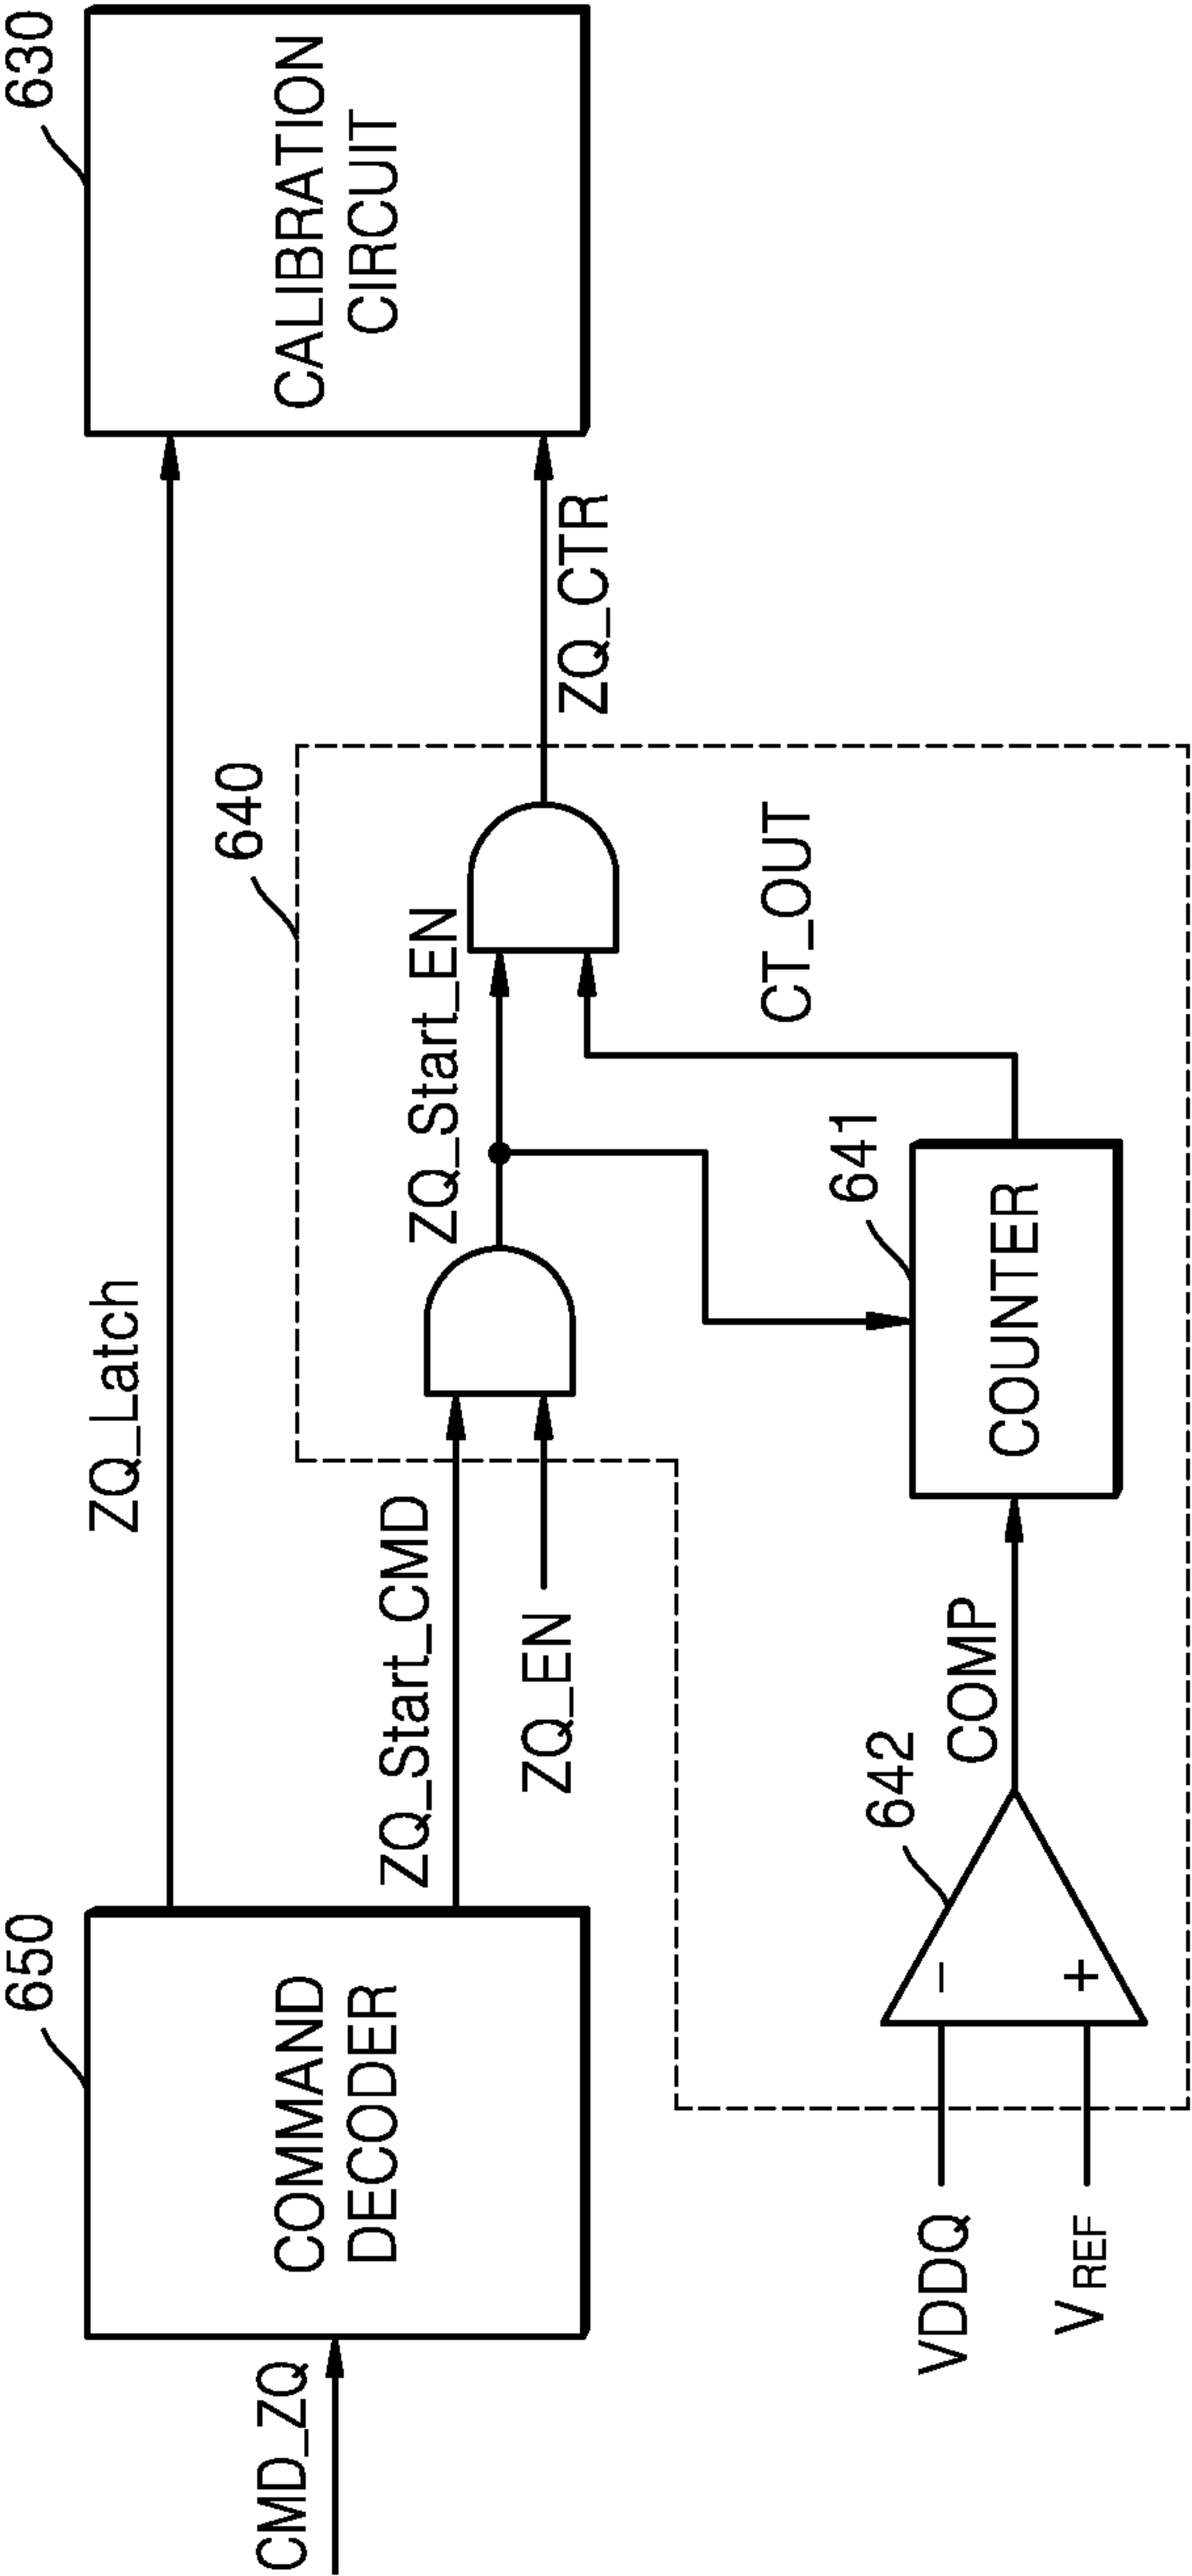 650
630
ZQ_Latch
COMMAND
DECODER
CALIBRATION
CIRCUIT
CMD_ZQ
640
ZQ_Start_CMD
ZQ_Start_EN
ZQ_EN
ZQ_CTR
CT_OUT
641
642
COMP
COUNTER
VDDQ
-
+
VREF